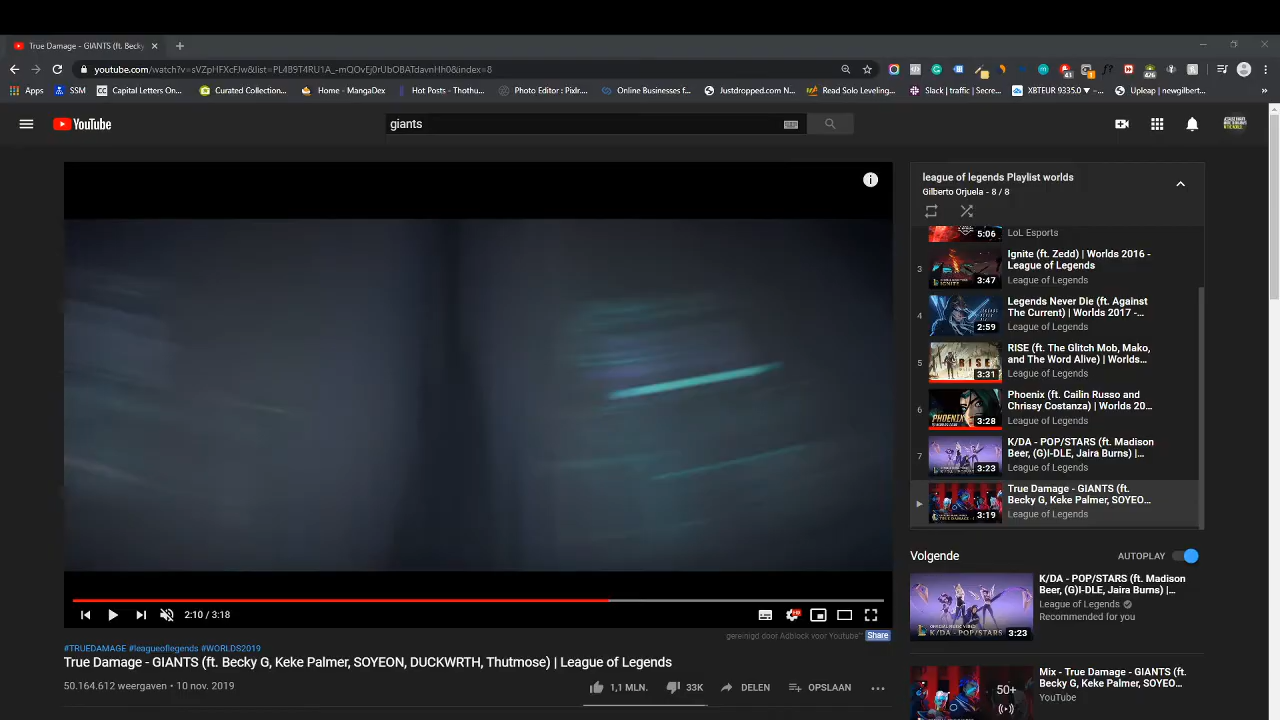 True Damage - GIANTS (ft. Becky
youtube.com/watch?v=sVZpHFXcFJw&list=PL4B9T4RU1A_-mQOvEj0rUbOBATdavnHh0&index=8
Apps
SSM
Capital Letters On...
Curated Collection...
Home - MangaDex
Hot Posts - Thothu...
Photo Editor : Pixlr...
Online Businesses f...
Justdropped.com N...
Read Solo Leveling...
Slack | traffic | Secre...
XBTEUR 9335.0 ▼ -...
Upleap | newgilbert...
YouTube
giants
league of legends Playlist worlds
Gilberto Orjuela - 8 / 8
5:06
LoL Esports
3
Ignite (ft. Zedd) | Worlds 2016 -
League of Legends
League of Legends
IGNITE
3:47
4
Legends Never Die (ft. Against
The Current) | Worlds 2017 -...
League of Legends
2:59
5
RISE (ft. The Glitch Mob, Mako,
and The Word Alive) | Worlds...
League of Legends
RISE
3:31
6
Phoenix (ft. Cailin Russo and
Chrissy Costanza) | Worlds 20...
League of Legends
PHOENIX
3:28
7
K/DA - POP/STARS (ft. Madison
Beer, (G)I-DLE, Jaira Burns) |...
League of Legends
3:23
True Damage - GIANTS (ft.
Becky G, Keke Palmer, SOYEO...
League of Legends
3:19
2:10 / 3:18
gereinigd door Adblock voor Youtube™
Share
#TRUEDAMAGE #leagueoflegends #WORLDS2019
True Damage - GIANTS (ft. Becky G, Keke Palmer, SOYEON, DUCKWRTH, Thutmose) | League of Legends
50.164.612 weergaven • 10 nov. 2019
1,1 MLN.
33K
DELEN
OPSLAAN
Volgende
AUTOPLAY
K/DA - POP/STARS (ft. Madison
Beer, (G)I-DLE, Jaira Burns) |...
League of Legends
Recommended for you
3:23
Mix - True Damage - GIANTS (ft.
Becky G, Keke Palmer, SOYEO...
YouTube
50+